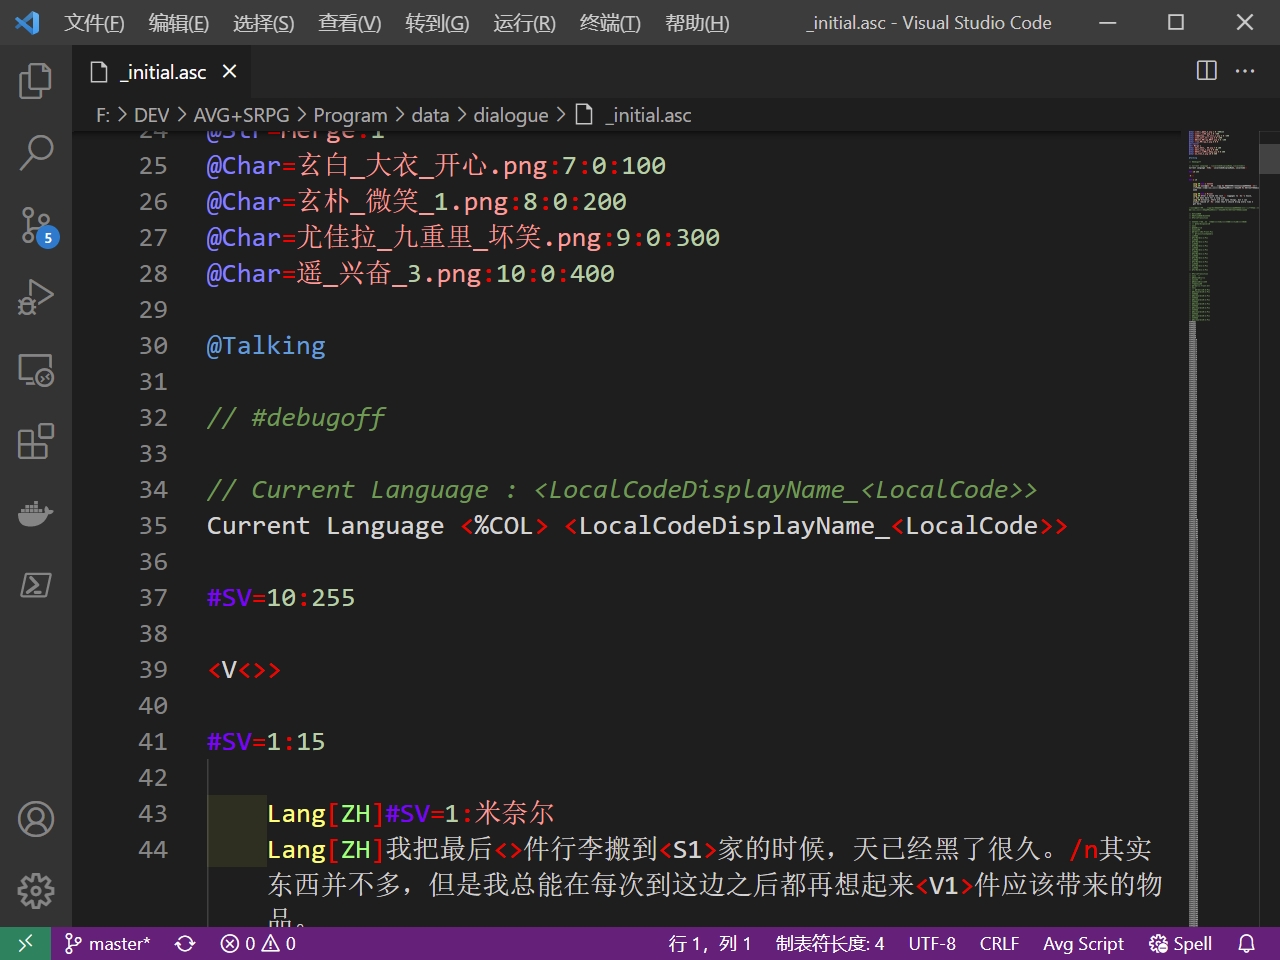 文件(F) 编辑(E) 选择(S) 查看(V) 转到(G) 运行(R) 终端(T) 帮助(H) _initial.asc - Visual Studio Code
_initial.asc
F: > DEV > AVG+SRPG > Program > data > dialogue > _initial.asc
24 @Str=Merge:1
25 @Char=玄白_大衣_开心.png:7:0:100
26 @Char=玄朴_微笑_1.png:8:0:200
27 @Char=尤佳拉_九重里_坏笑.png:9:0:300
28 @Char=遥_兴奋_3.png:10:0:400
29
30 @Talking
31
32 // #debugoff
33
34 // Current Language : <LocalCodeDisplayName_<LocalCode>>
35 Current Language <%COL> <LocalCodeDisplayName_<LocalCode>>
36
37 #SV=10:255
38
39 <V<>>
40
41 #SV=1:15
42
43 Lang[ZH]#SV=1:米奈尔
44 Lang[ZH]我把最后<>件行李搬到<S1>家的时候，天已经黑了很久。/n其实
东西并不多，但是我总能在每次到这边之后都再想起来<V1>件应该带来的物
品。
5
master* 0 0 行 1，列 1 制表符长度: 4 UTF-8 CRLF Avg Script Spell